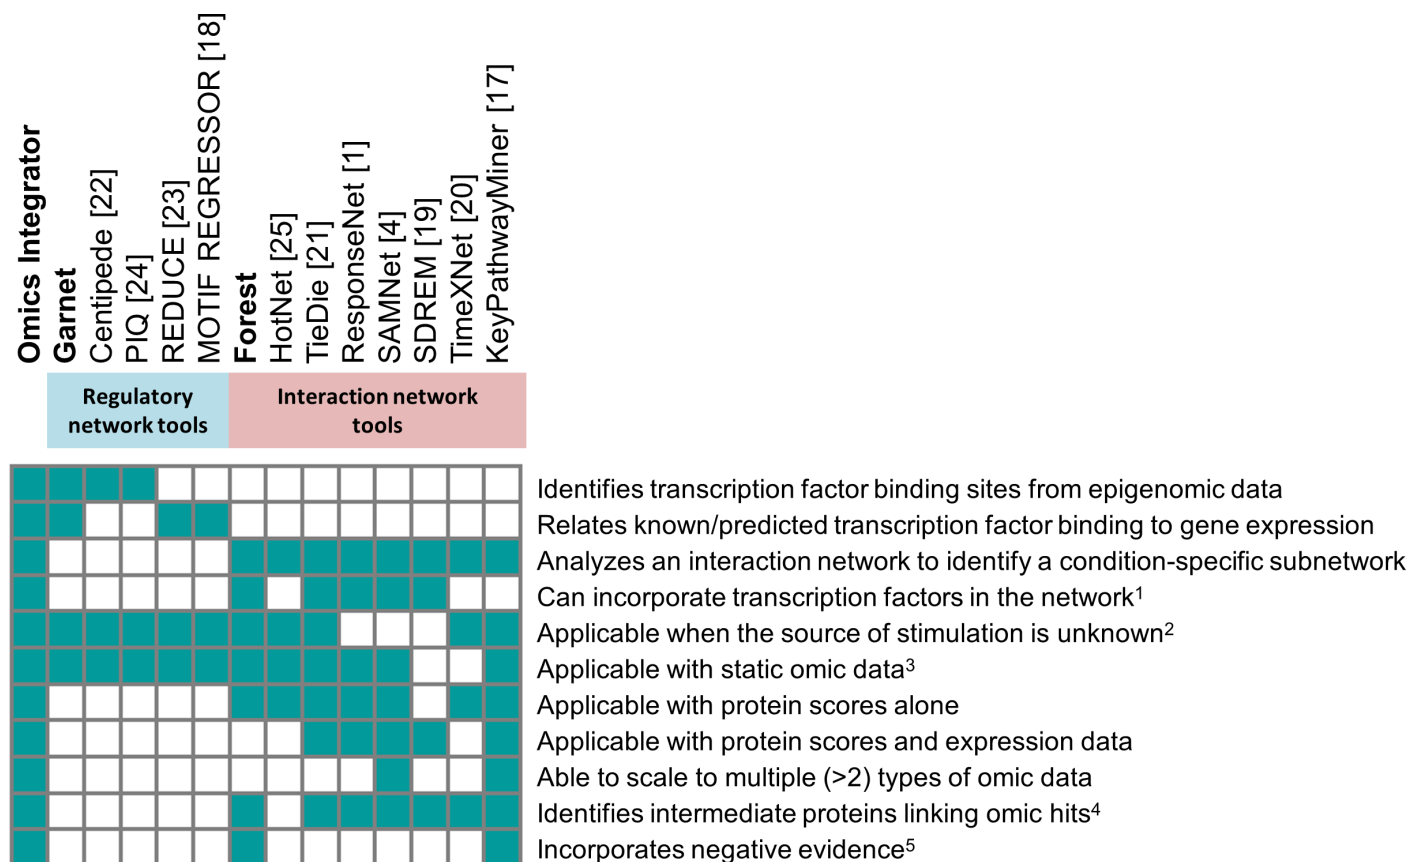 Omics Integrator
Garnet
Centipede [22]
PIQ [24]
REDUCE [23]
MOTIF REGRESSOR [18]
Forest
HotNet [25]
TieDie [21]
ResponseNet [1]
SAMNet [4]
SDREM [19]
TimeXNet [20]
KeyPathwayMiner [17]
Regulatory
network tools
Interaction network
tools
Identifies transcription factor binding sites from epigenomic data
Relates known/predicted transcription factor binding to gene expression
Analyzes an interaction network to identify a condition-specific subnetwork
Can incorporate transcription factors in the network¹
Applicable when the source of stimulation is unknown²
Applicable with static omic data³
Applicable with protein scores alone
Applicable with protein scores and expression data
Able to scale to multiple (>2) types of omic data
Identifies intermediate proteins linking omic hits⁴
Incorporates negative evidence⁵